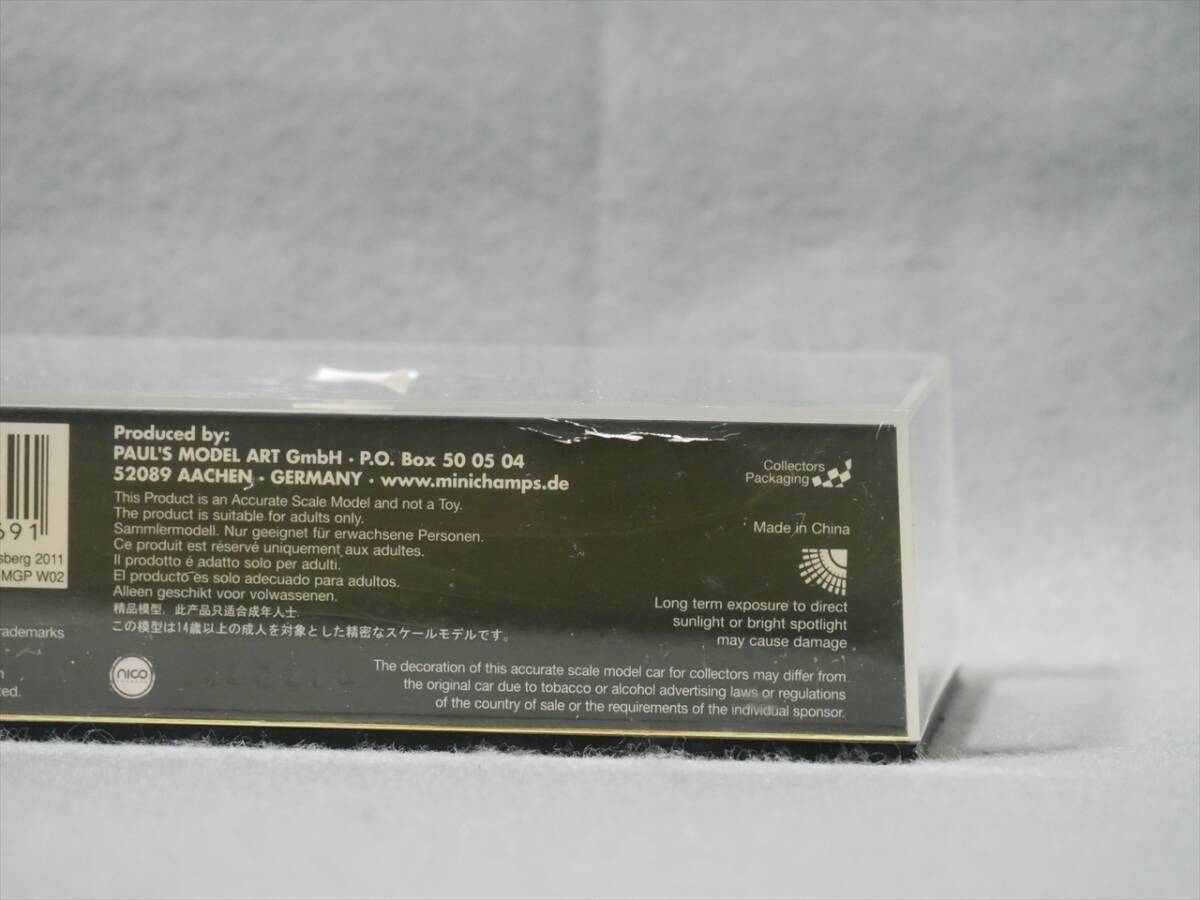 691
sberg 2011
MGP W02
rademarks
n
ted.
Produced by:
PAUL'S MODEL ART GmbH · P.O. Box 50 05 04
52089 AACHEN · GERMANY · www.minichamps.de
This Product is an Accurate Scale Model and not a Toy.
The product is suitable for adults only.
Sammlermodell. Nur geeignet für erwachsene Personen.
Ce produit est réservé uniquement aux adultes.
Il prodotto é adatto solo per adulti.
El producto es solo adecuado para adultos.
Alleen geschikt voor volwassenen.
精品模型，此产品只适合成年人士.
この模型は14歳以上の成人を対象とした精密なスケールモデルです。
nico
Collectors
Packaging
Made in China
Long term exposure to direct
sunlight or bright spotlight
may cause damage
The decoration of this accurate scale model car for collectors may differ from
the original car due to tobacco or alcohol advertising laws or regulations
of the country of sale or the requirements of the individual sponsor.